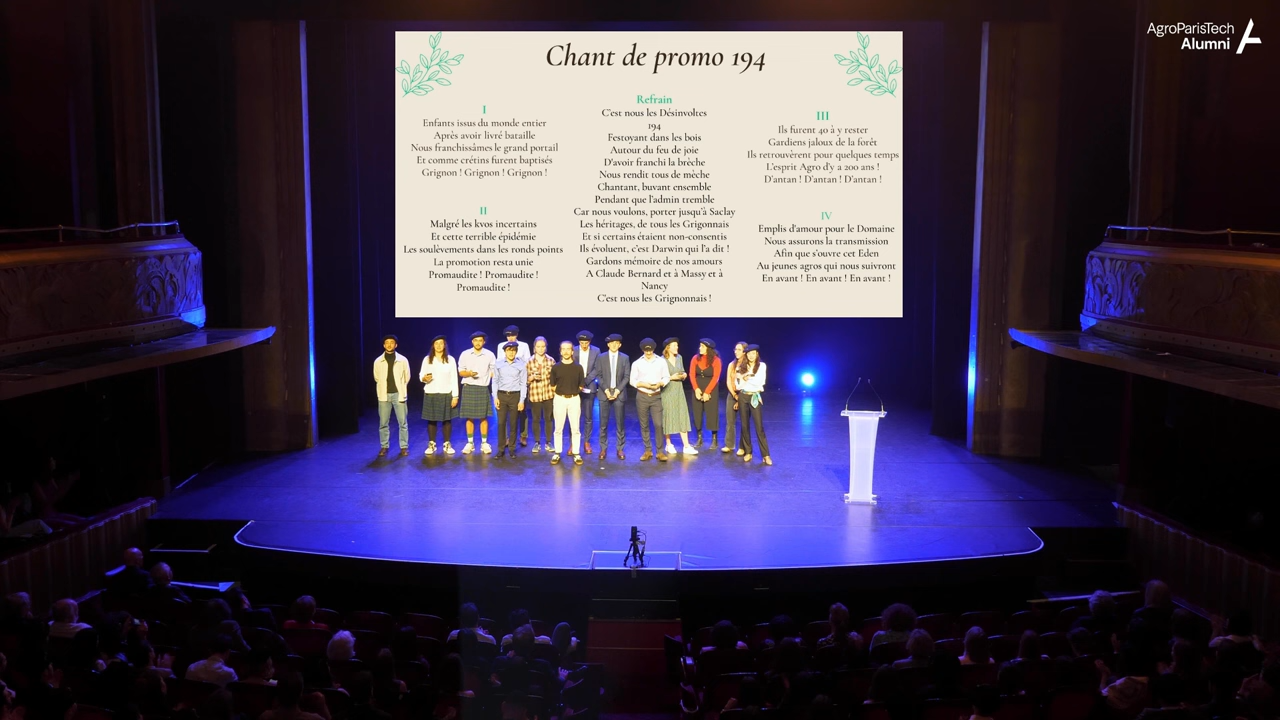 AgroParisTech
Alumni
Chant de promo 194
I
Enfants issus du monde entier
Après avoir livré bataille
Nous franchissâmes le grand portail
Et comme crétins furent baptisés
Grignon ! Grignon ! Grignon !
II
Malgré les kvos incertains
Et cette terrible épidémie
Les soulèvements dans les ronds points
La promotion resta unie
Promaudite ! Promaudite !
Promaudite !
Refrain
C'est nous les Désinvoltes
194
Festoyant dans les bois
Autour du feu de joie
D'avoir franchi la brèche
Nous rendit tous de mèche
Chantant, buvant ensemble
Pendant que l'admin tremble
Car nous voulons, porter jusqu'à Saclay
Les héritages, de tous les Grigonnais
Et si certains étaient non-consentis
Ils évoluent, c'est Darwin qui l'a dit !
Gardons mémoire de nos amours
A Claude Bernard et à Massy et à
Nancy
C'est nous les Grignonnais !
III
Ils furent 40 à y rester
Gardiens jaloux de la forêt
Ils retrouvèrent pour quelques temps
L'esprit Agro d'y a 200 ans !
D'antan ! D'antan ! D'antan !
IV
Emplis d'amour pour le Domaine
Nous assurons la transmission
Afin que s'ouvre cet Eden
Au jeunes agros qui nous suivront
En avant ! En avant ! En avant !